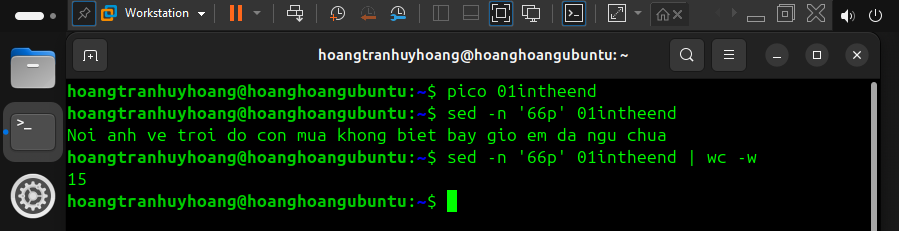 Workstation
hoangtranhuyhoang@hoanghoangubuntu: ~
hoangtranhuyhoang@hoanghoangubuntu:~$ pico 01intheend
hoangtranhuyhoang@hoanghoangubuntu:~$ sed -n '66p' 01intheend
Noi anh ve troi do con mua khong biet bay gio em da ngu chua
hoangtranhuyhoang@hoanghoangubuntu:~$ sed -n '66p' 01intheend | wc -w
15
hoangtranhuyhoang@hoanghoangubuntu:~$